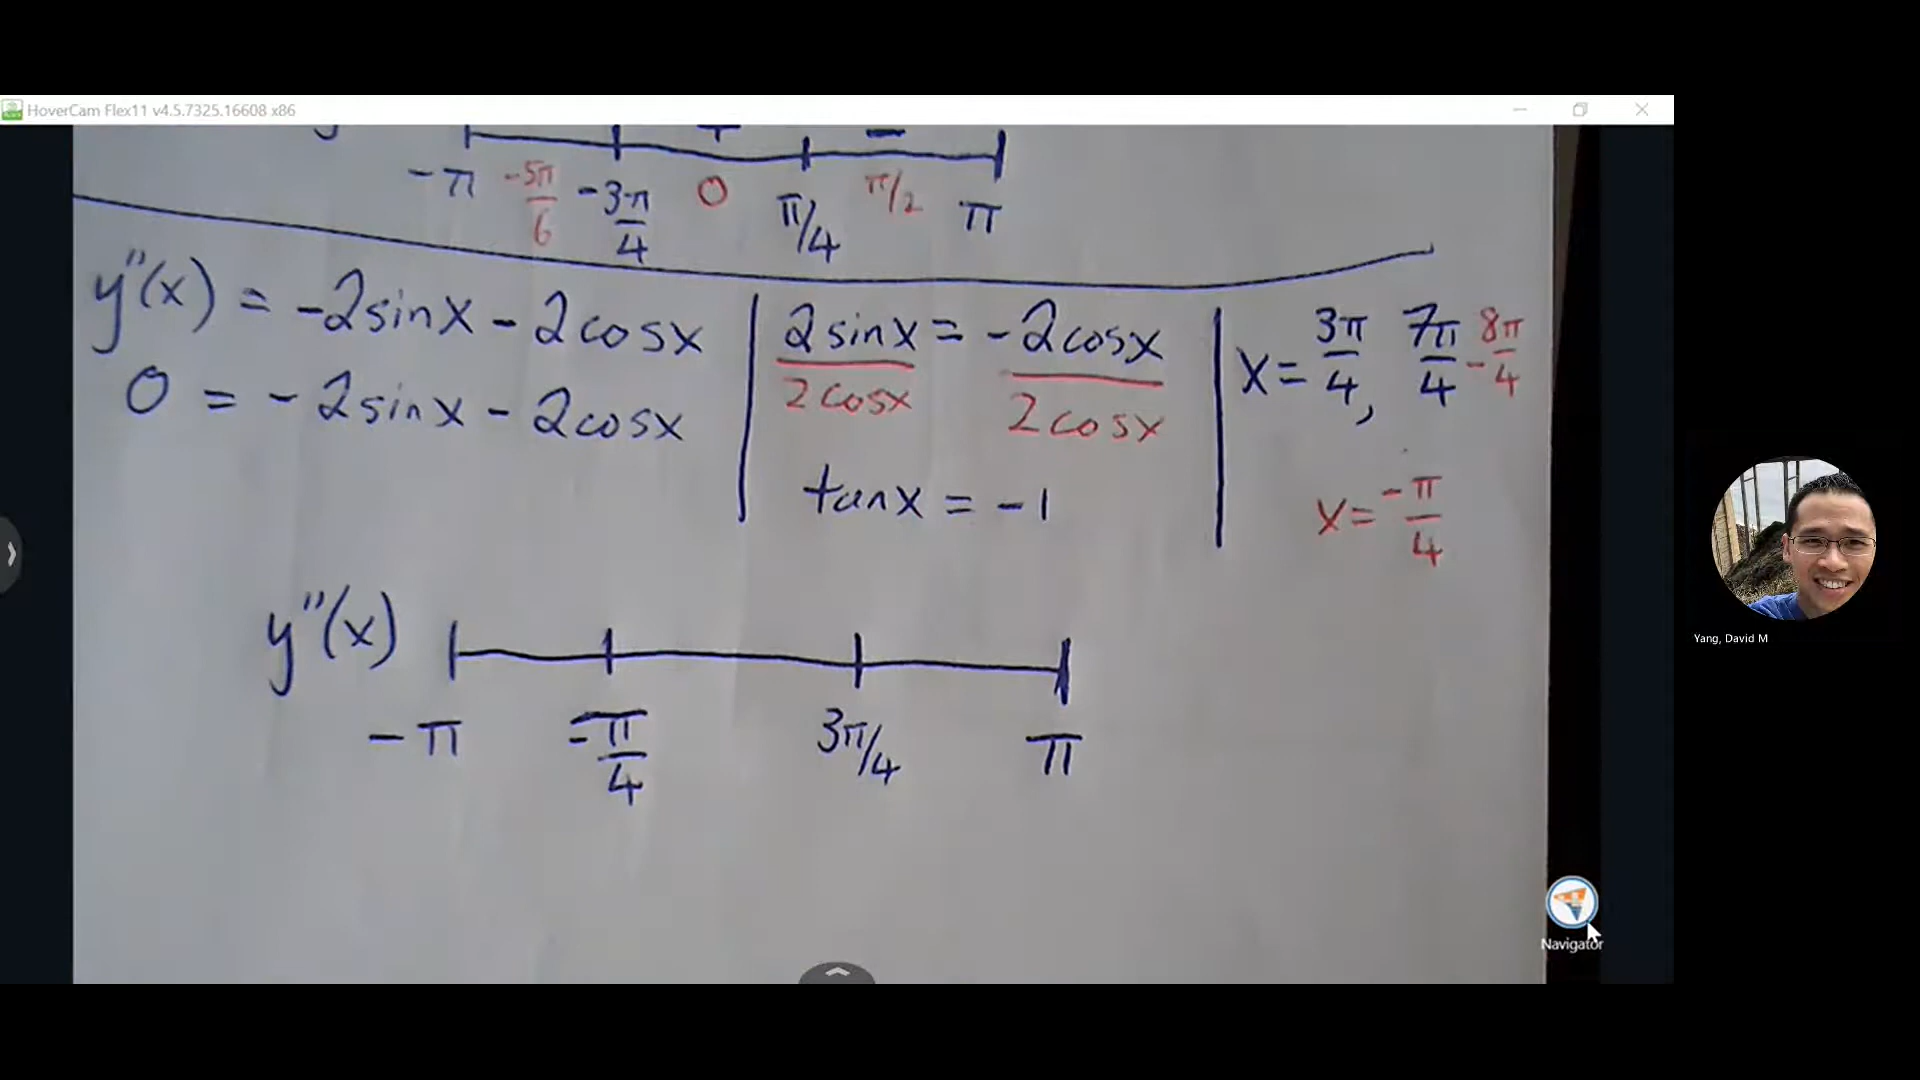 HoverCam Flex11 v4.5.7325.16608 x86
+ −
-π -5π/6 -3π/4 0 π/4 π/2 π
y''(x) = -2sinx - 2cosx
0 = -2sinx - 2cosx
2sinx = -2cosx
2cosx 2cosx
tanx = -1
x = 3π/4, 7π/4 - 8π/4
x = -π/4
y''(x)
-π -π/4 3π/4 π
Yang, David M
Navigator